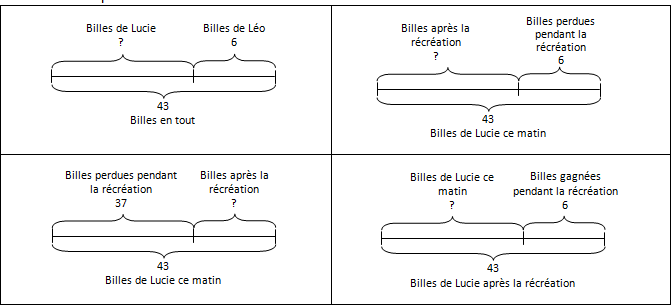 Billes de Lucie
?
Billes de Léo
6
43
Billes en tout
Billes après la
récréation
?
Billes perdues
pendant la
récréation
6
43
Billes de Lucie ce matin
Billes perdues pendant
la récréation
37
Billes après la
récréation
?
43
Billes de Lucie ce matin
Billes de Lucie ce
matin
?
Billes gagnées
pendant la récréation
6
43
Billes de Lucie après la récréation